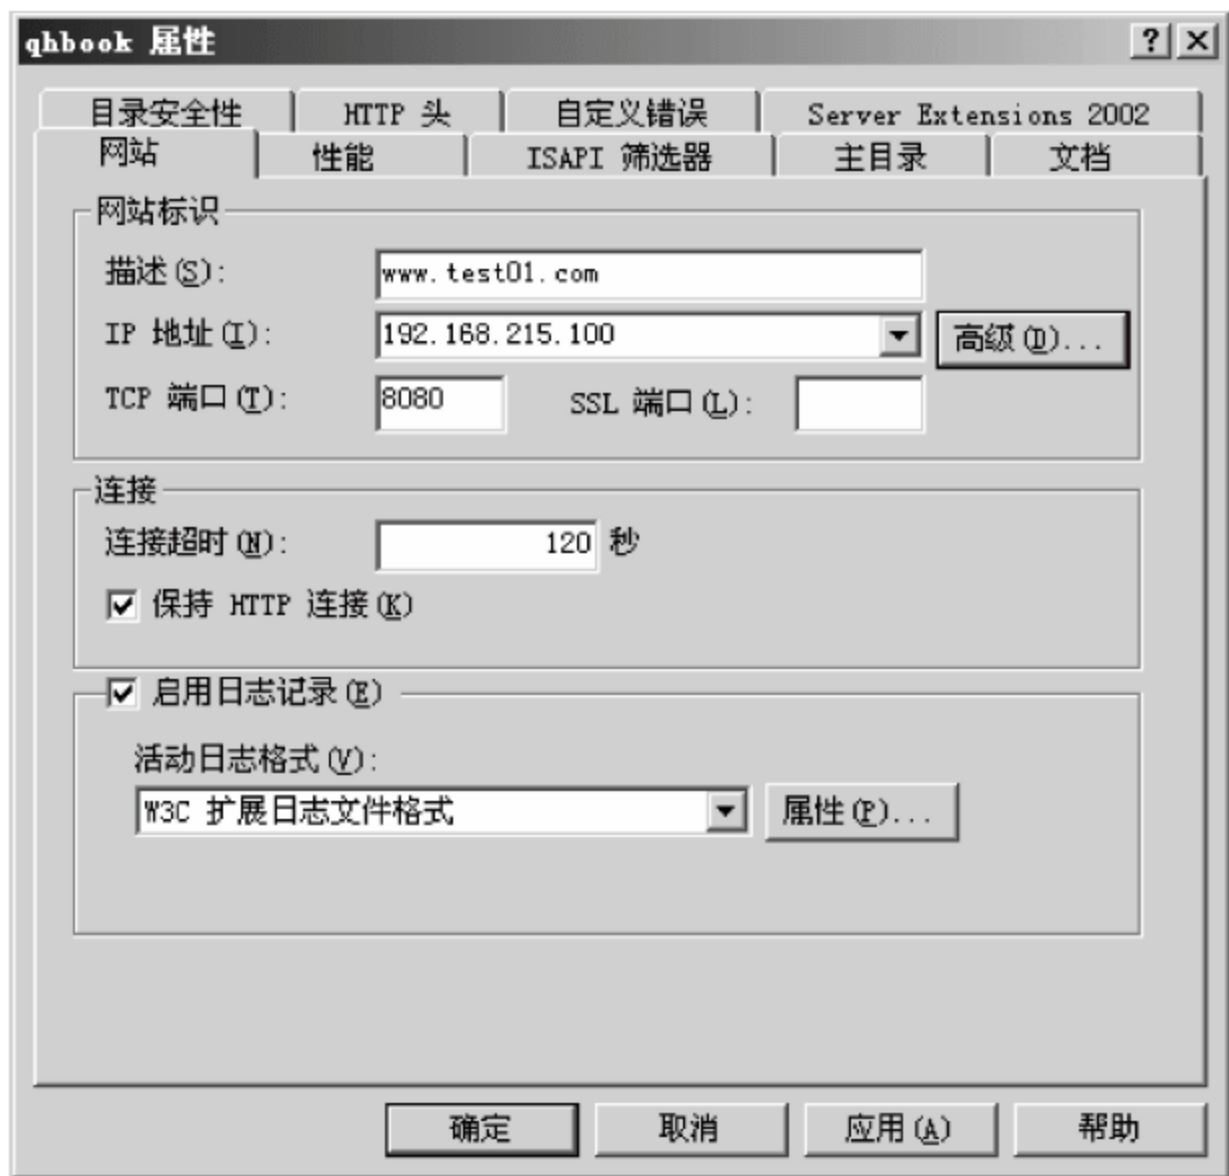 qhbook 属性
目录安全性 HTTP 头 自定义错误 Server Extensions 2002
网站 性能 ISAPI 筛选器 主目录 文档
网站标识
描述(S): www.test01.com
IP 地址(I): 192.168.215.100 高级(D)...
TCP 端口(T): 8080 SSL 端口(L):
连接
连接超时(N): 120 秒
保持 HTTP 连接(K)
启用日志记录(E)
活动日志格式(V):
W3C 扩展日志文件格式 属性(P)...
确定 取消 应用(A) 帮助